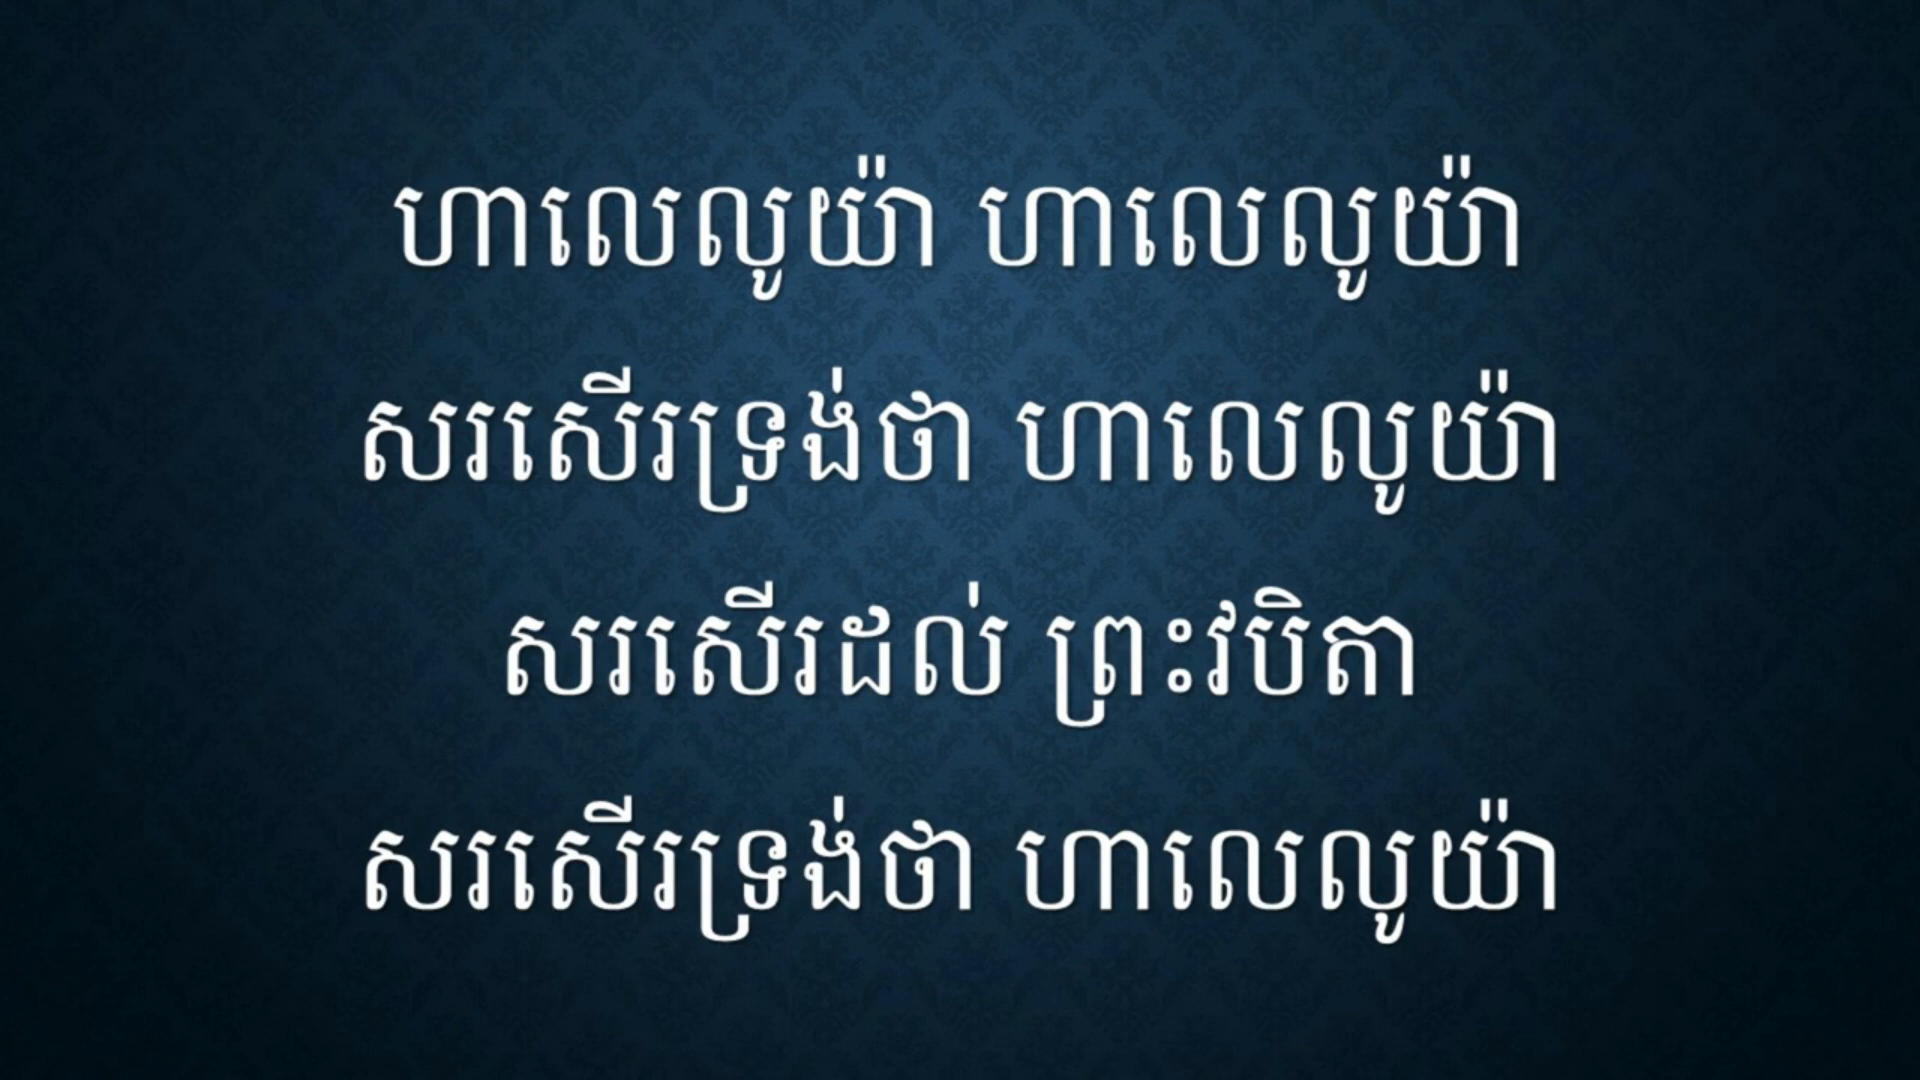 ហាលេលូយ៉ា ហាលេលូយ៉ា
សរសើរទ្រង់ថា ហាលេលូយ៉ា
សរសើរដល់ ព្រះវបិតា
សរសើរទ្រង់ថា ហាលេលូយ៉ា